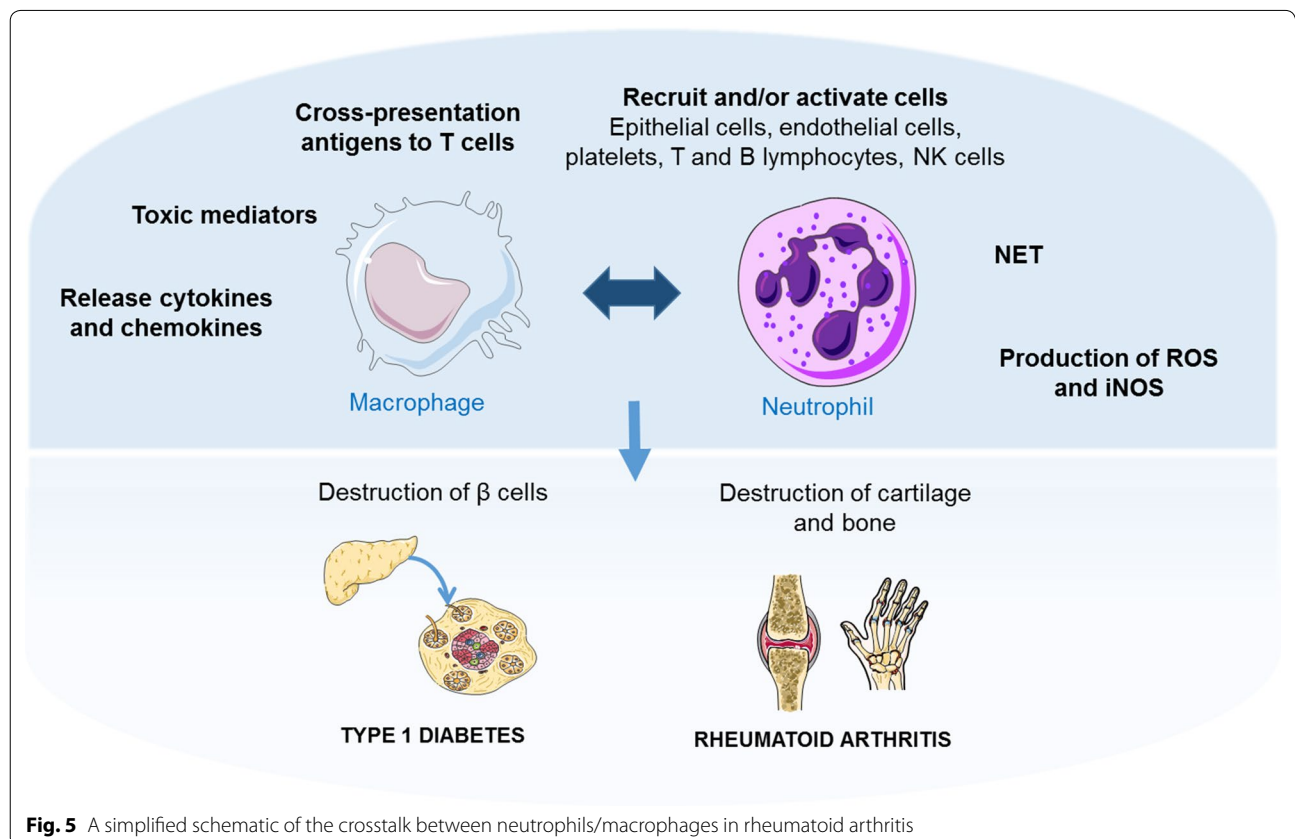 Cross-presentation
antigens to T cells
Recruit and/or activate cells
Epithelial cells, endothelial cells,
platelets, T and B lymphocytes, NK cells
Toxic mediators
NET
Release cytokines
and chemokines
Production of ROS
and iNOS
Macrophage
Neutrophil
Destruction of β cells
Destruction of cartilage
and bone
TYPE 1 DIABETES
RHEUMATOID ARTHRITIS
Fig. 5 A simplified schematic of the crosstalk between neutrophils/macrophages in rheumatoid arthritis